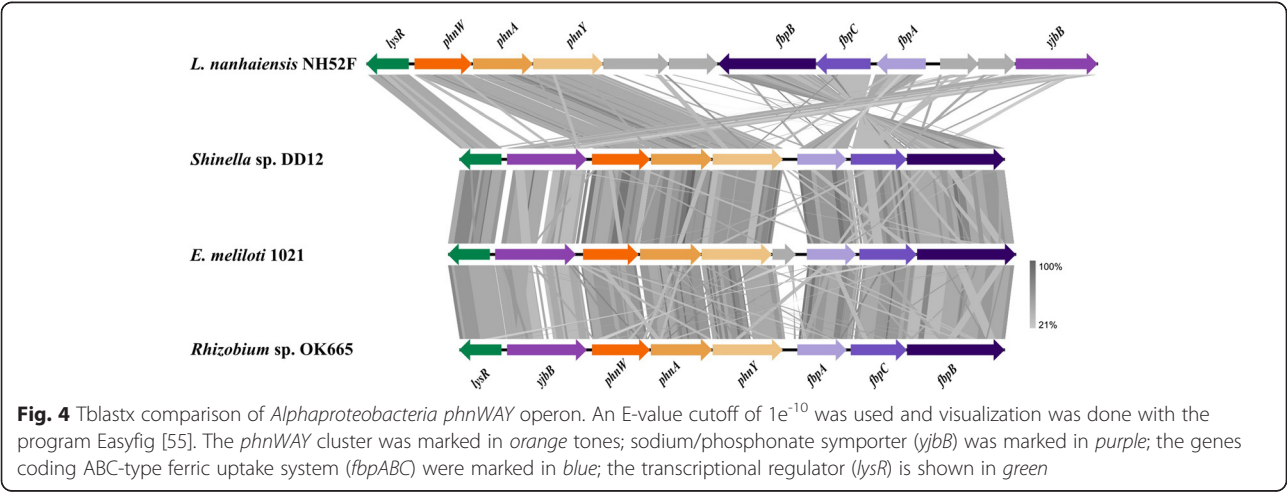 lysR phnW phnA phnY fbpB fbpC fbpA yjbB
L. nanhaiensis NH52F
Shinella sp. DD12
E. meliloti 1021
100%
21%
Rhizobium sp. OK665
lysR yjbB phnW phnA phnY fbpA fbpC fbpB
Fig. 4 Tblastx comparison of Alphaproteobacteria phnWAY operon. An E-value cutoff of 1e-10 was used and visualization was done with the
program Easyfig [55]. The phnWAY cluster was marked in orange tones; sodium/phosphonate symporter (yjbB) was marked in purple; the genes
coding ABC-type ferric uptake system (fbpABC) were marked in blue; the transcriptional regulator (lysR) is shown in green